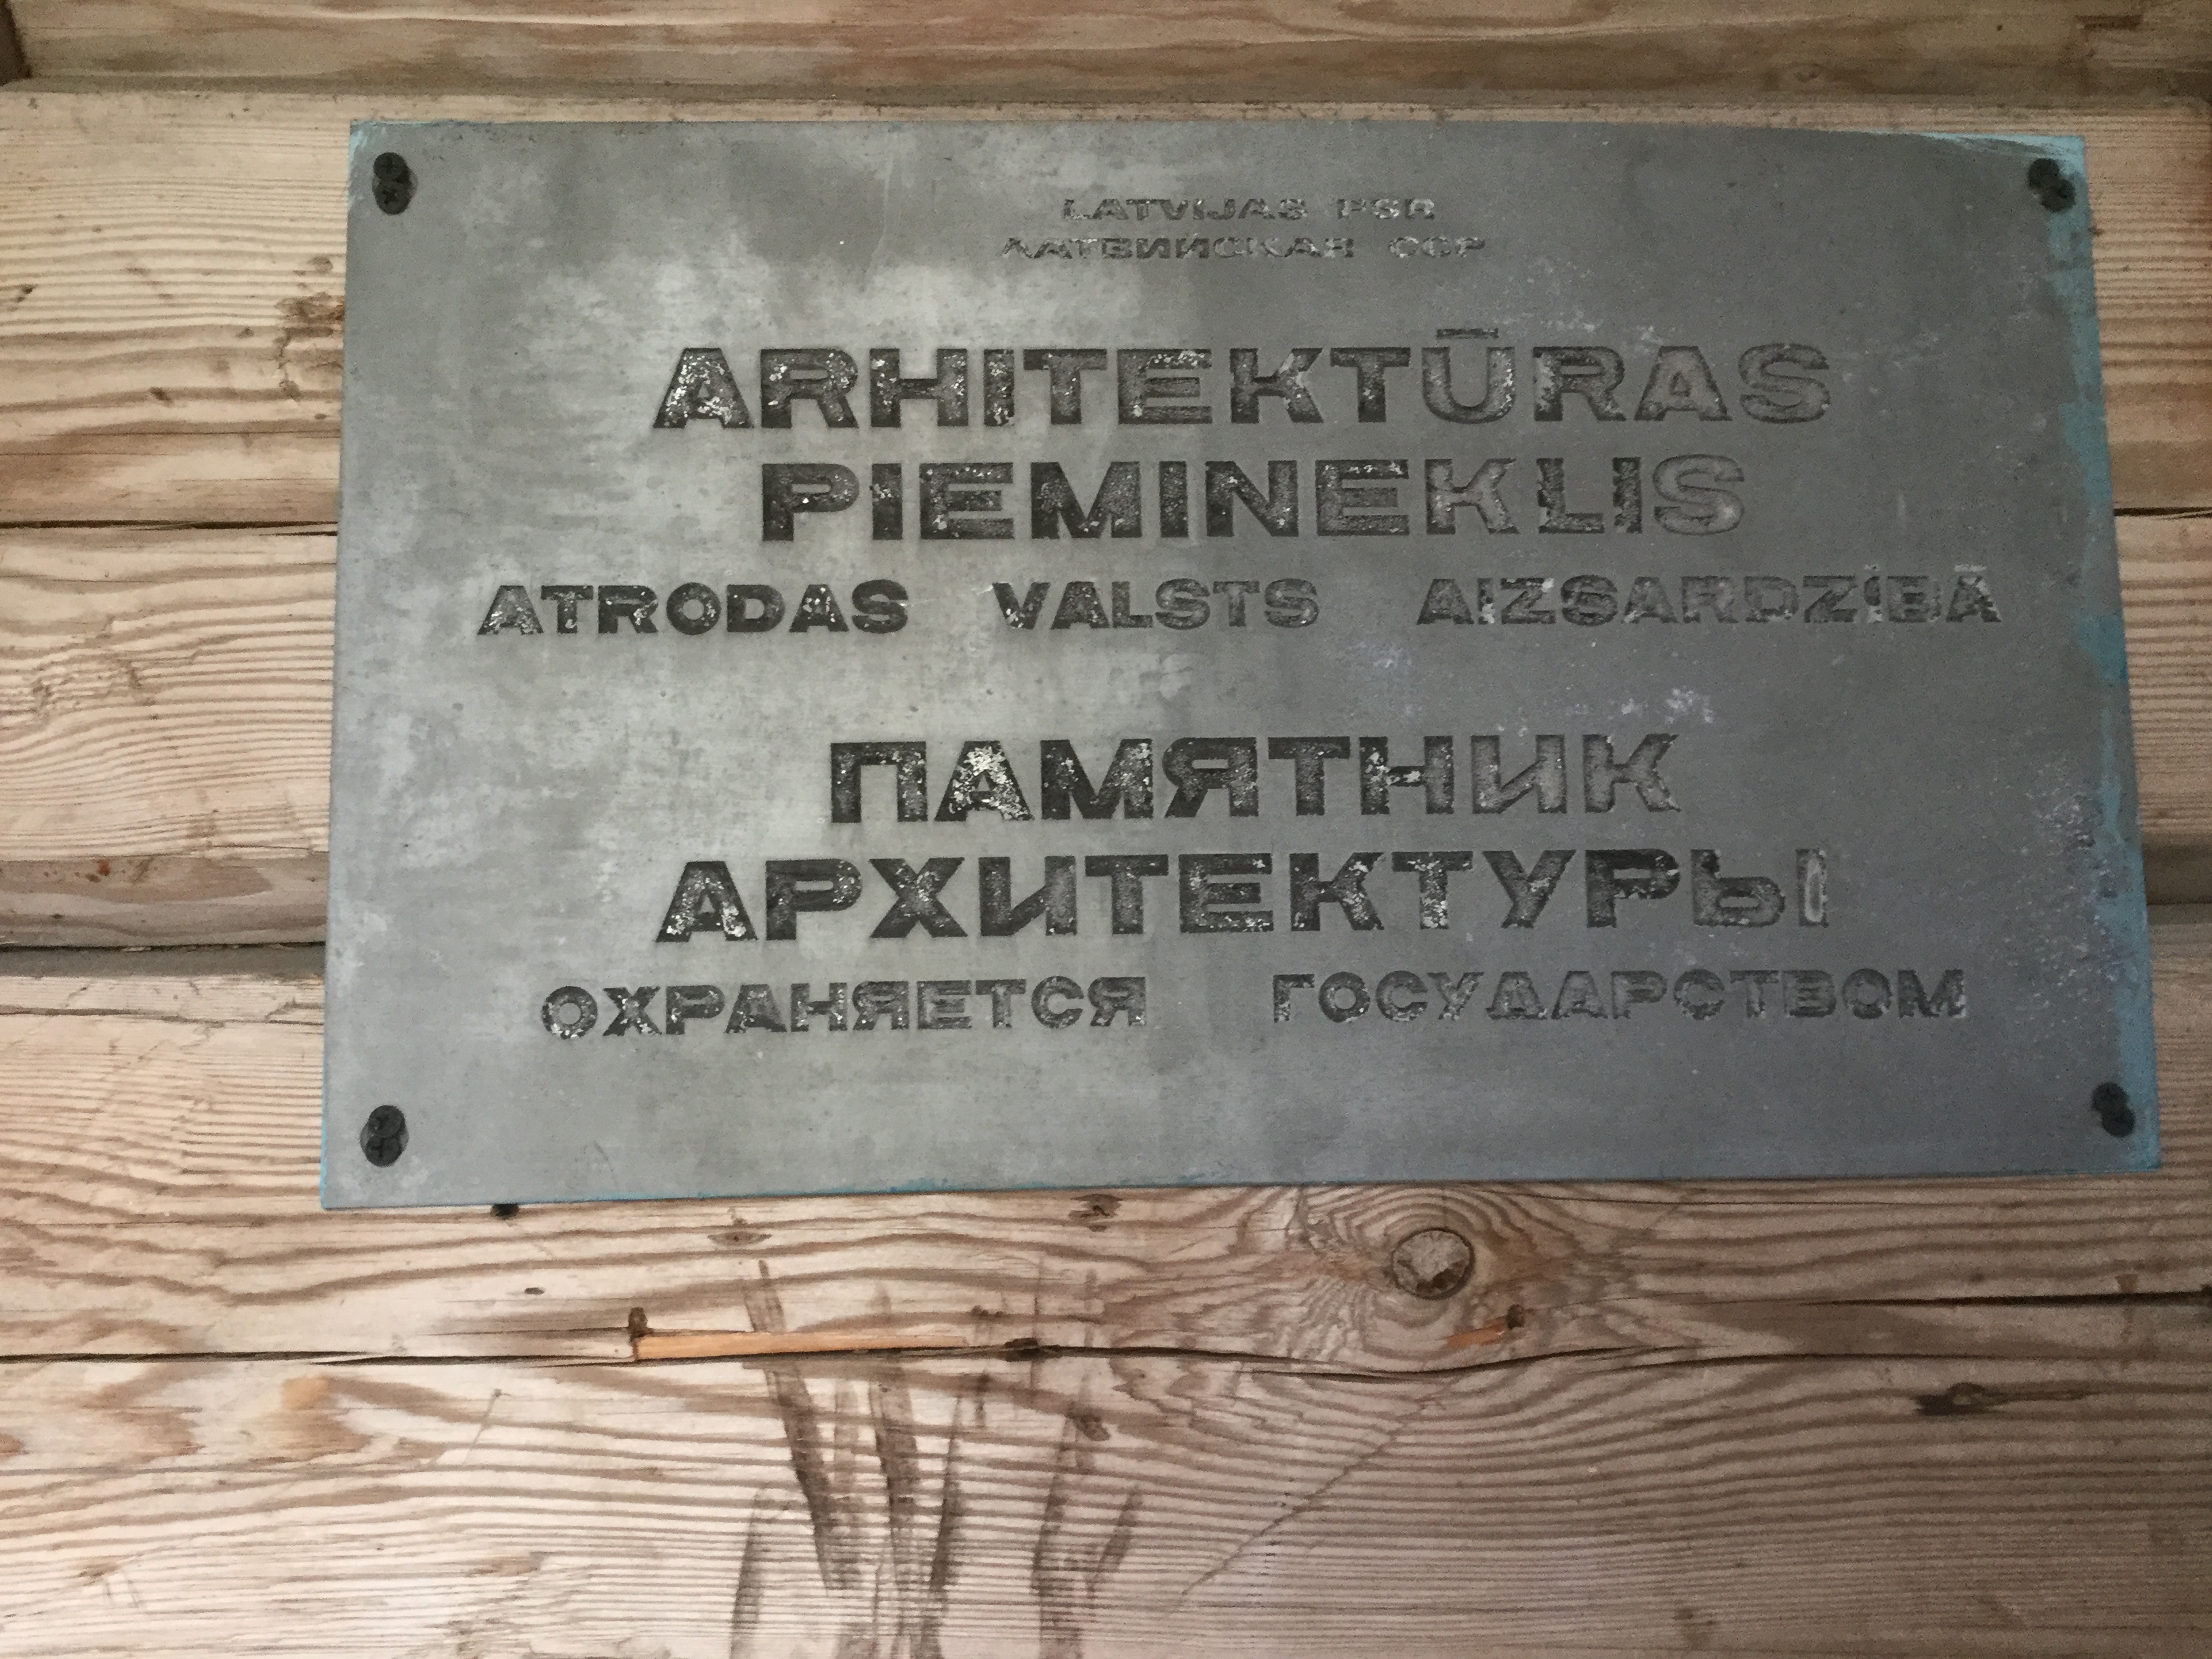 LATVIJAS PSR
ЛАТВИЙСКАЯ ССР
ARHITEKTŪRAS
PIEMINEKLIS
ATRODAS VALSTS AIZSARDZĪBĀ
ПАМЯТНИК
АРХИТЕКТУРЫ
ОХРАНЯЕТСЯ ГОСУДАРСТВОМ